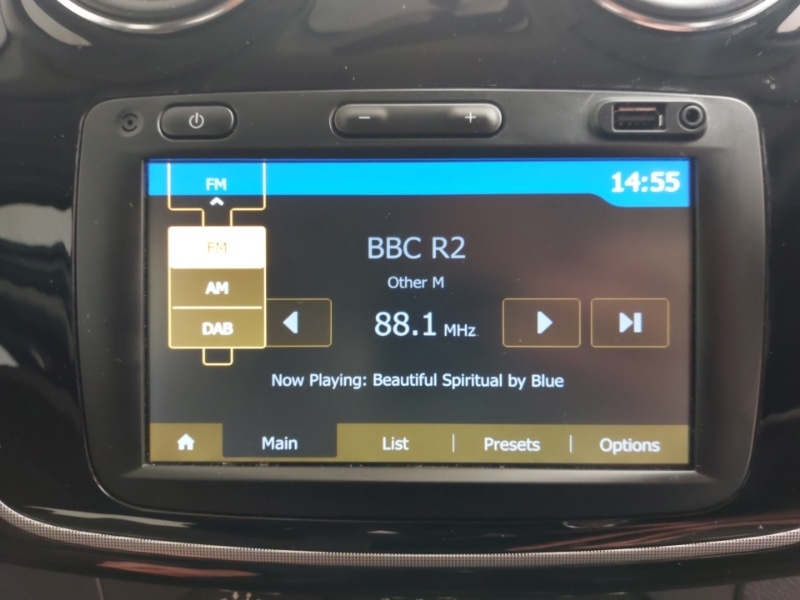 − +
FM
14:55
FM
AM
DAB
BBC R2
Other M
88.1 MHz
Now Playing: Beautiful Spiritual by Blue
Main
List
Presets
Options